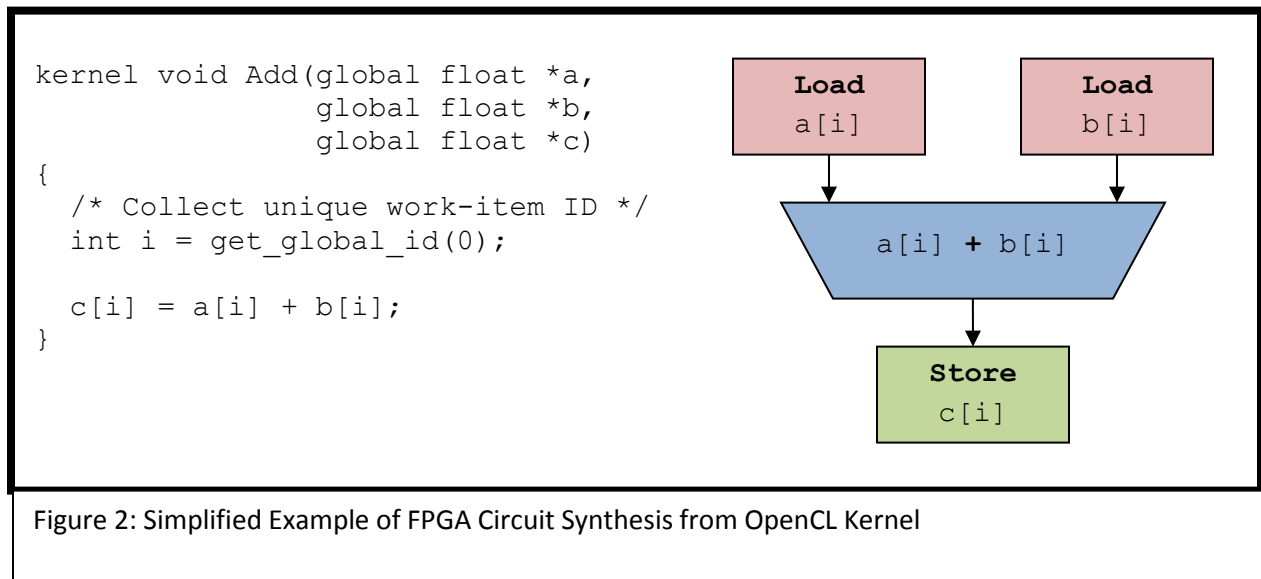 kernel void Add(global float *a,
global float *b,
global float *c)
{
/* Collect unique work-item ID */
int i = get_global_id(0);
c[i] = a[i] + b[i];
}
Load
a[i]
Load
b[i]
a[i] + b[i]
Store
c[i]
Figure 2: Simplified Example of FPGA Circuit Synthesis from OpenCL Kernel